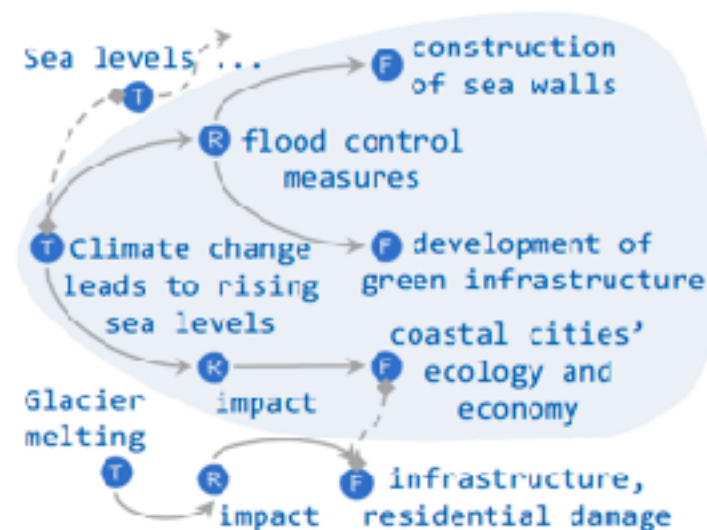 Sea levels ...
T
F
construction
of sea walls
R
flood control
measures
T
Climate change
leads to rising
sea levels
F
development of
green infrastructure
R
impact
F
coastal cities'
ecology and
economy
Glacier
melting
T
R
impact
F
infrastructure,
residential damage